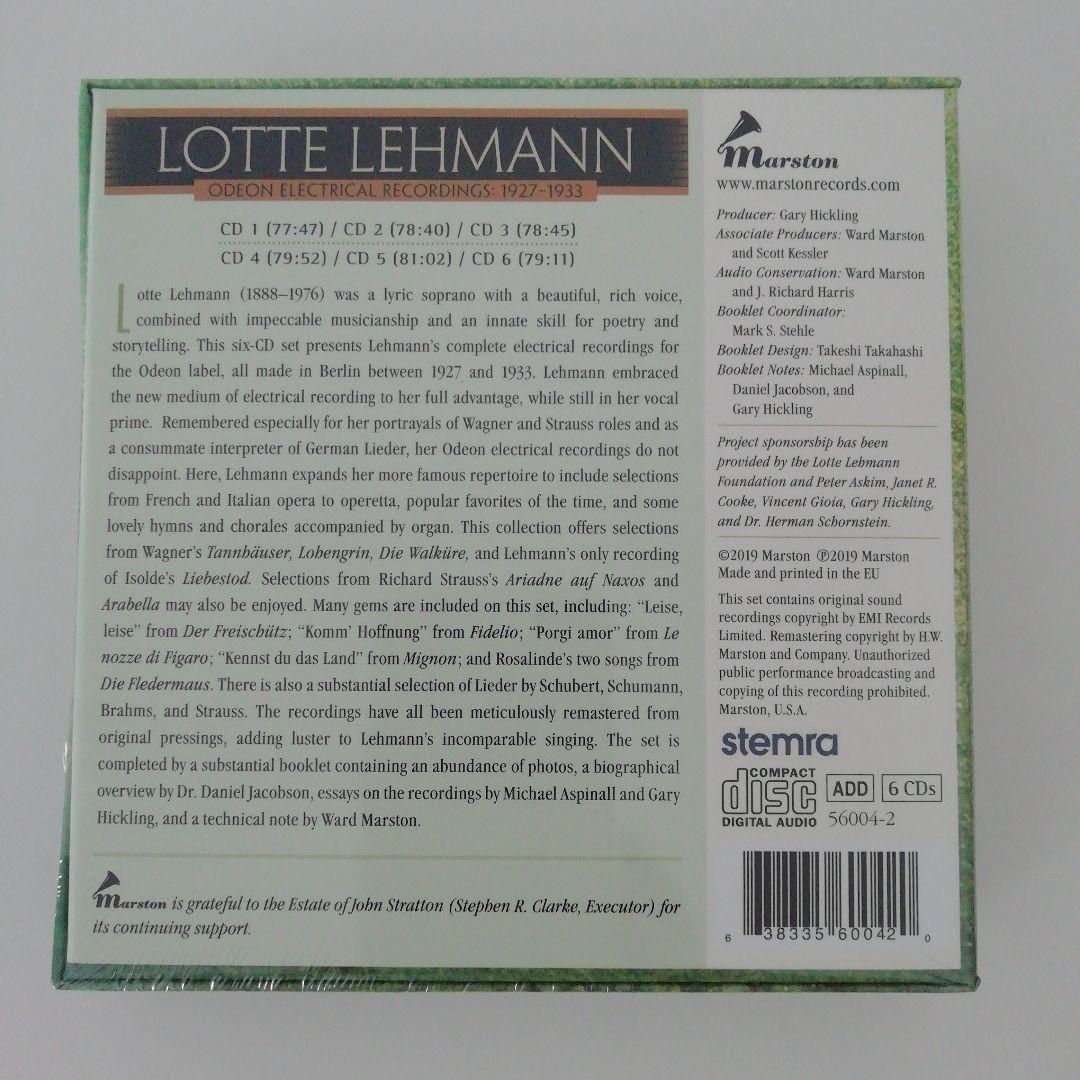 LOTTE LEHMANN
ODEON ELECTRICAL RECORDINGS: 1927–1933
CD 1 (77:47) / CD 2 (78:40) / CD 3 (78:45)
CD 4 (79:52) / CD 5 (81:02) / CD 6 (79:11)
Lotte Lehmann (1888–1976) was a lyric soprano with a beautiful, rich voice,
combined with impeccable musicianship and an innate skill for poetry and
storytelling. This six-CD set presents Lehmann's complete electrical recordings for
the Odeon label, all made in Berlin between 1927 and 1933. Lehmann embraced
the new medium of electrical recording to her full advantage, while still in her vocal
prime. Remembered especially for her portrayals of Wagner and Strauss roles and as
a consummate interpreter of German Lieder, her Odeon electrical recordings do not
disappoint. Here, Lehmann expands her more famous repertoire to include selections
from French and Italian opera to operetta, popular favorites of the time, and some
lovely hymns and chorales accompanied by organ. This collection offers selections
from Wagner's Tannhäuser, Lohengrin, Die Walküre, and Lehmann's only recording
of Isolde's Liebestod. Selections from Richard Strauss's Ariadne auf Naxos and
Arabella may also be enjoyed. Many gems are included on this set, including: "Leise,
leise" from Der Freischütz; "Komm' Hoffnung" from Fidelio; "Porgi amor" from Le
nozze di Figaro; "Kennst du das Land" from Mignon; and Rosalinde's two songs from
Die Fledermaus. There is also a substantial selection of Lieder by Schubert, Schumann,
Brahms, and Strauss. The recordings have all been meticulously remastered from
original pressings, adding luster to Lehmann's incomparable singing. The set is
completed by a substantial booklet containing an abundance of photos, a biographical
overview by Dr. Daniel Jacobson, essays on the recordings by Michael Aspinall and Gary
Hickling, and a technical note by Ward Marston.
Marston is grateful to the Estate of John Stratton (Stephen R. Clarke, Executor) for
its continuing support.
Marston
www.marstonrecords.com
Producer: Gary Hickling
Associate Producers: Ward Marston
and Scott Kessler
Audio Conservation: Ward Marston
and J. Richard Harris
Booklet Coordinator:
Mark S. Stehle
Booklet Design: Takeshi Takahashi
Booklet Notes: Michael Aspinall,
Daniel Jacobson, and
Gary Hickling
Project sponsorship has been
provided by the Lotte Lehmann
Foundation and Peter Askim, Janet R.
Cooke, Vincent Gioia, Gary Hickling,
and Dr. Herman Schornstein.
©2019 Marston ℗2019 Marston
Made and printed in the EU
This set contains original sound
recordings copyright by EMI Records
Limited. Remastering copyright by H.W.
Marston and Company. Unauthorized
public performance broadcasting and
copying of this recording prohibited.
Marston, U.S.A.
stemra
COMPACT
disc
DIGITAL AUDIO
ADD
6 CDs
56004-2
6 38335 60042 0